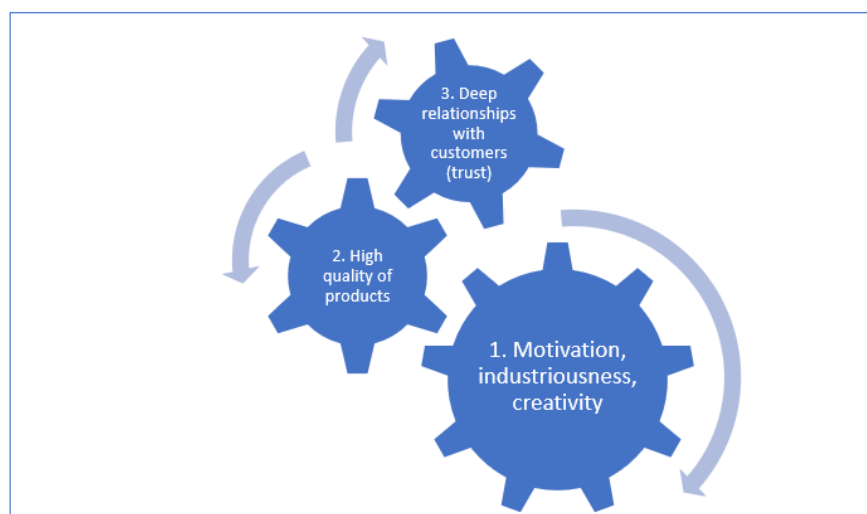 3. Deep
relationships
with
customers
(trust)
2. High
quality of
products
1. Motivation,
industriousness,
creativity